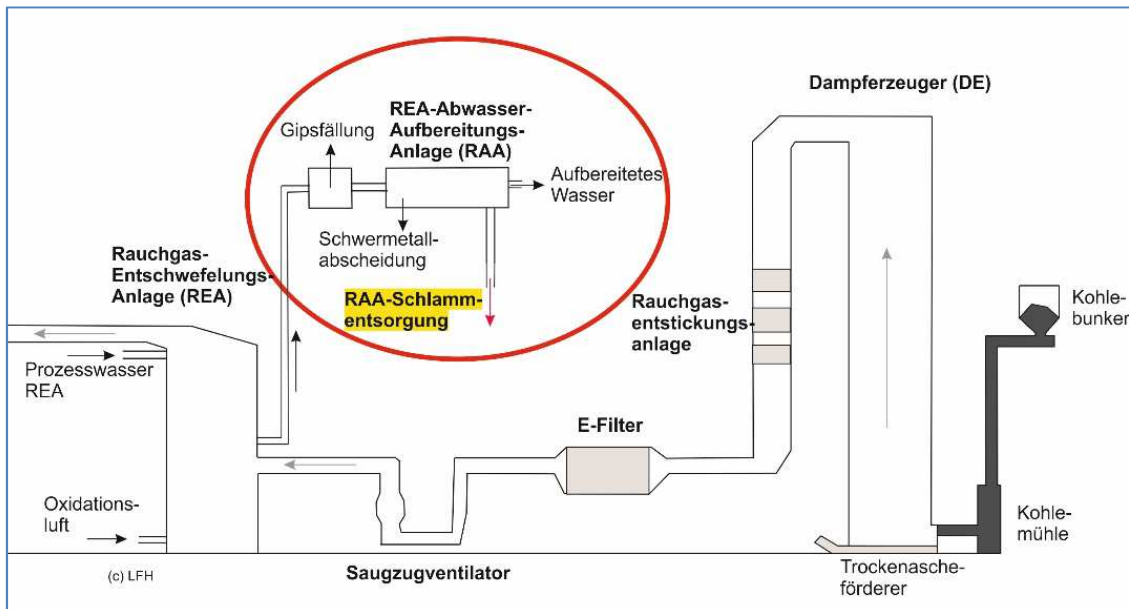 Dampferzeuger (DE)
REA-Abwasser-
Aufbereitungs-
Anlage (RAA)
Gipsfällung
Aufbereitetes
Wasser
Schwermetall-
abscheidung
Rauchgas-
Entschwefelungs-
Anlage (REA)
RAA-Schlamm-
entsorgung
Rauchgas
entstickungs-
anlage
Kohle-
bunker
Prozesswasser
REA
E-Filter
Oxidations-
luft
Kohle-
mühle
(c) LFH
Saugzugventilator
Trockenasche-
förderer